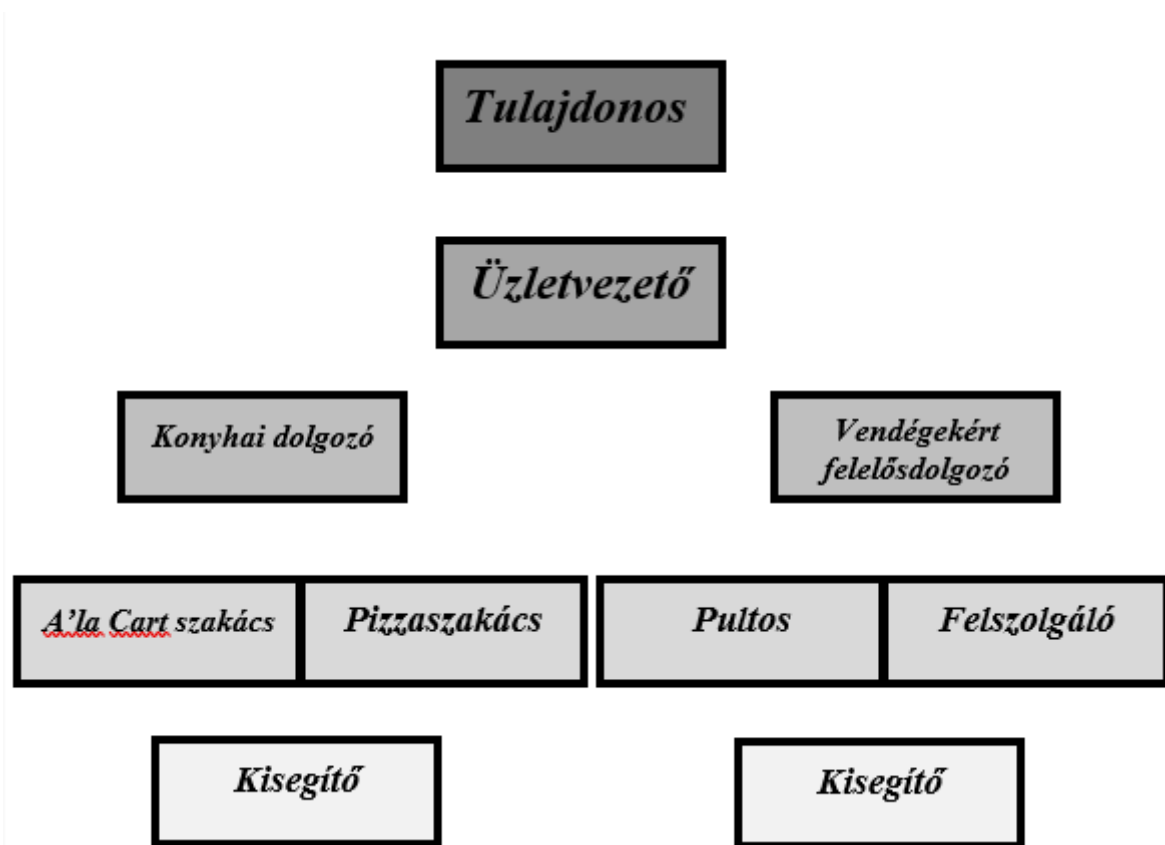 Tulajdonos
Üzletvezető
Konyhai dolgozó
Vendégekért
felelősdolgozó
A’la Cart szakács
Pizzaszakács
Pultos
Felszolgáló
Kisegítő
Kisegítő